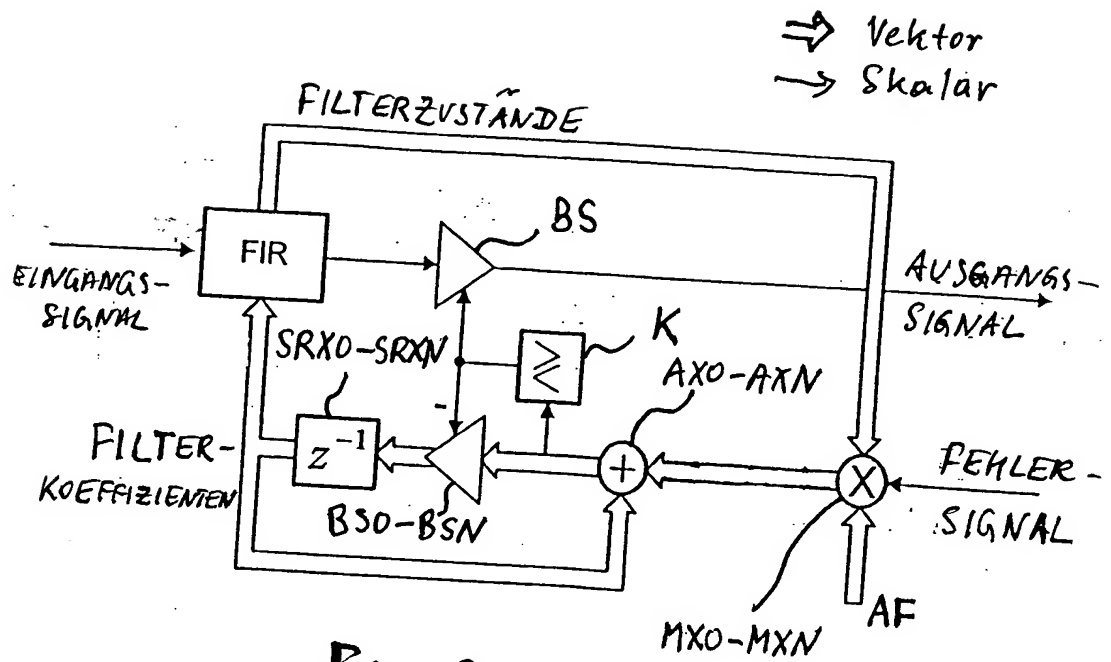 ⇒ Vektor
→ Skalar
FILTERZUSTÄNDE
BS
FIR
EINGANGS-
SIGNAL
AUSGANGS-
SIGNAL
SRX0-SRXN
K
≷
AX0-AXN
-
FILTER-
KOEFFIZIENTEN
z⁻¹
+
X
FEHLER-
SIGNAL
BS0-BSN
AF
MX0-MXN